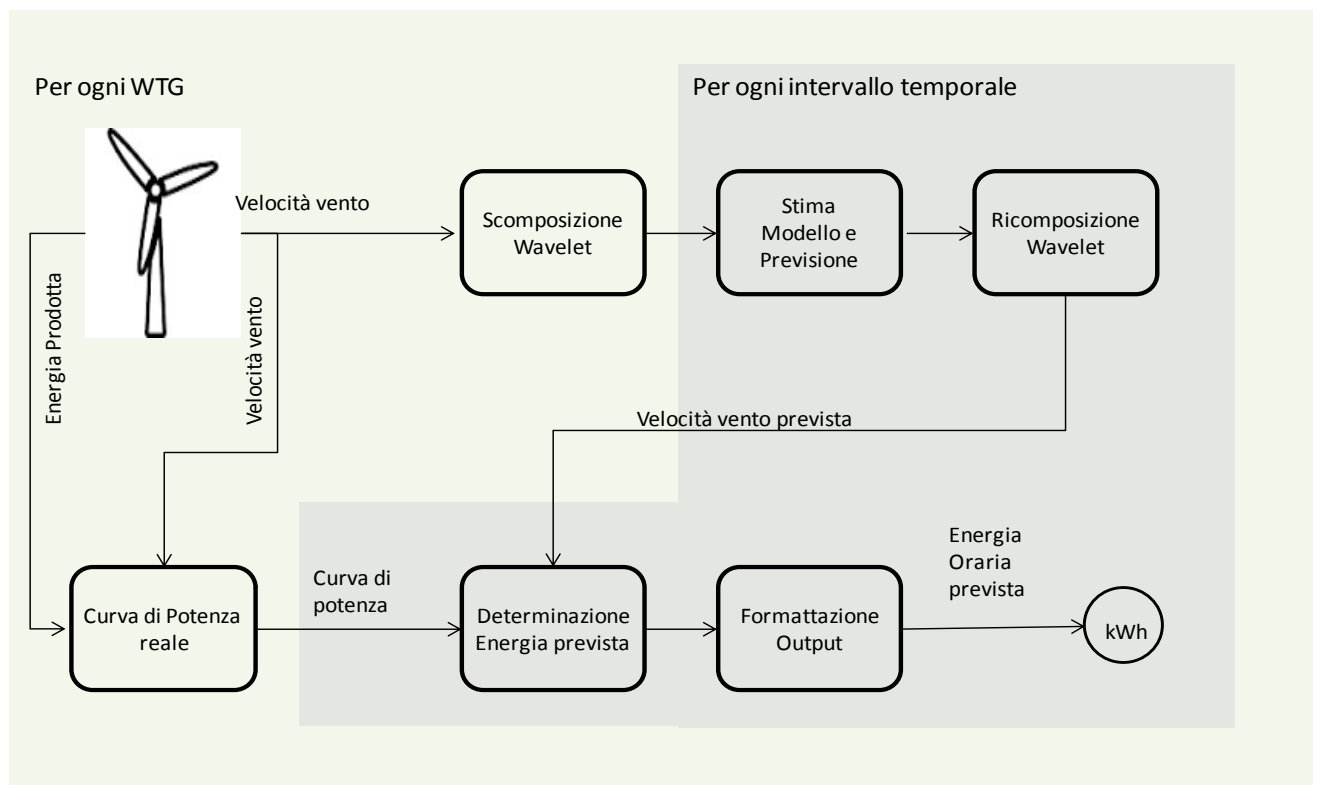 Per ogni WTG
Per ogni intervallo temporale
Velocità vento
Scomposizione
Wavelet
Stima
Modello e
Previsione
Ricomposizione
Wavelet
Energia Prodotta
Velocità vento
Velocità vento prevista
Curva di Potenza
reale
Curva di
potenza
Determinazione
Energia prevista
Formattazione
Output
Energia
Oraria
prevista
kWh